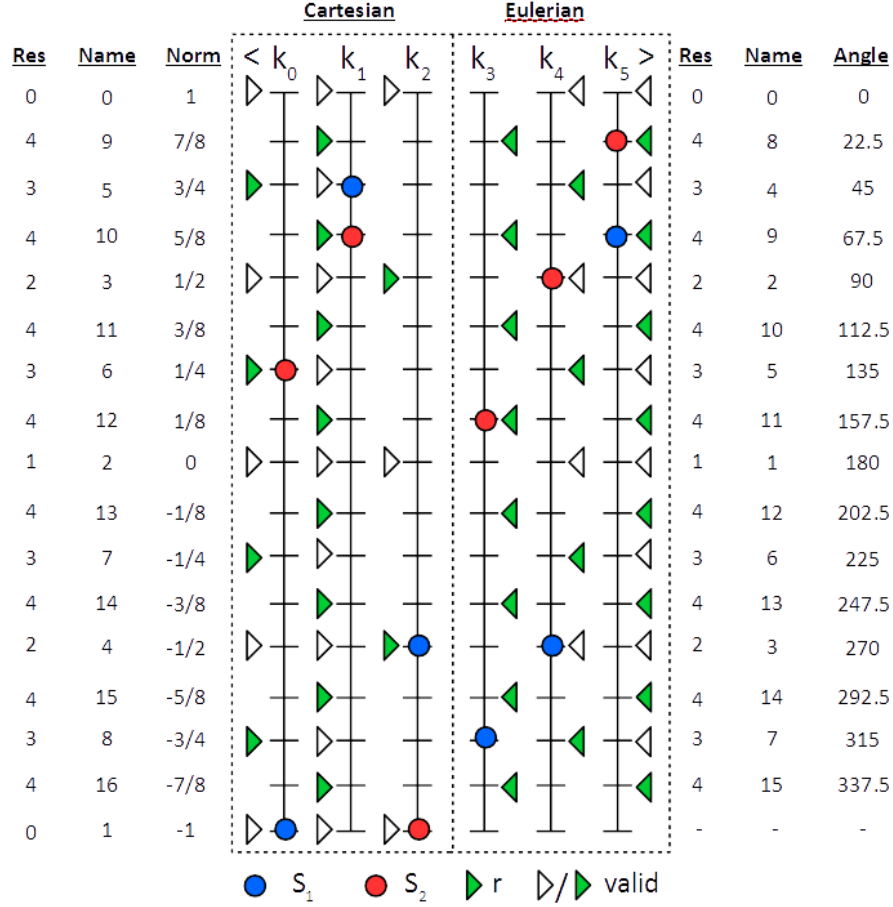 Cartesian Eulerian
Res Name Norm < k0 k1 k2 k3 k4 k5 > Res Name Angle
0 0 1 0 0 0
4 9 7/8 4 8 22.5
3 5 3/4 3 4 45
4 10 5/8 4 9 67.5
2 3 1/2 2 2 90
4 11 3/8 4 10 112.5
3 6 1/4 3 5 135
4 12 1/8 4 11 157.5
1 2 0 1 1 180
4 13 -1/8 4 12 202.5
3 7 -1/4 3 6 225
4 14 -3/8 4 13 247.5
2 4 -1/2 2 3 270
4 15 -5/8 4 14 292.5
3 8 -3/4 3 7 315
4 16 -7/8 4 15 337.5
0 1 -1 - - -
S1 S2 r / valid